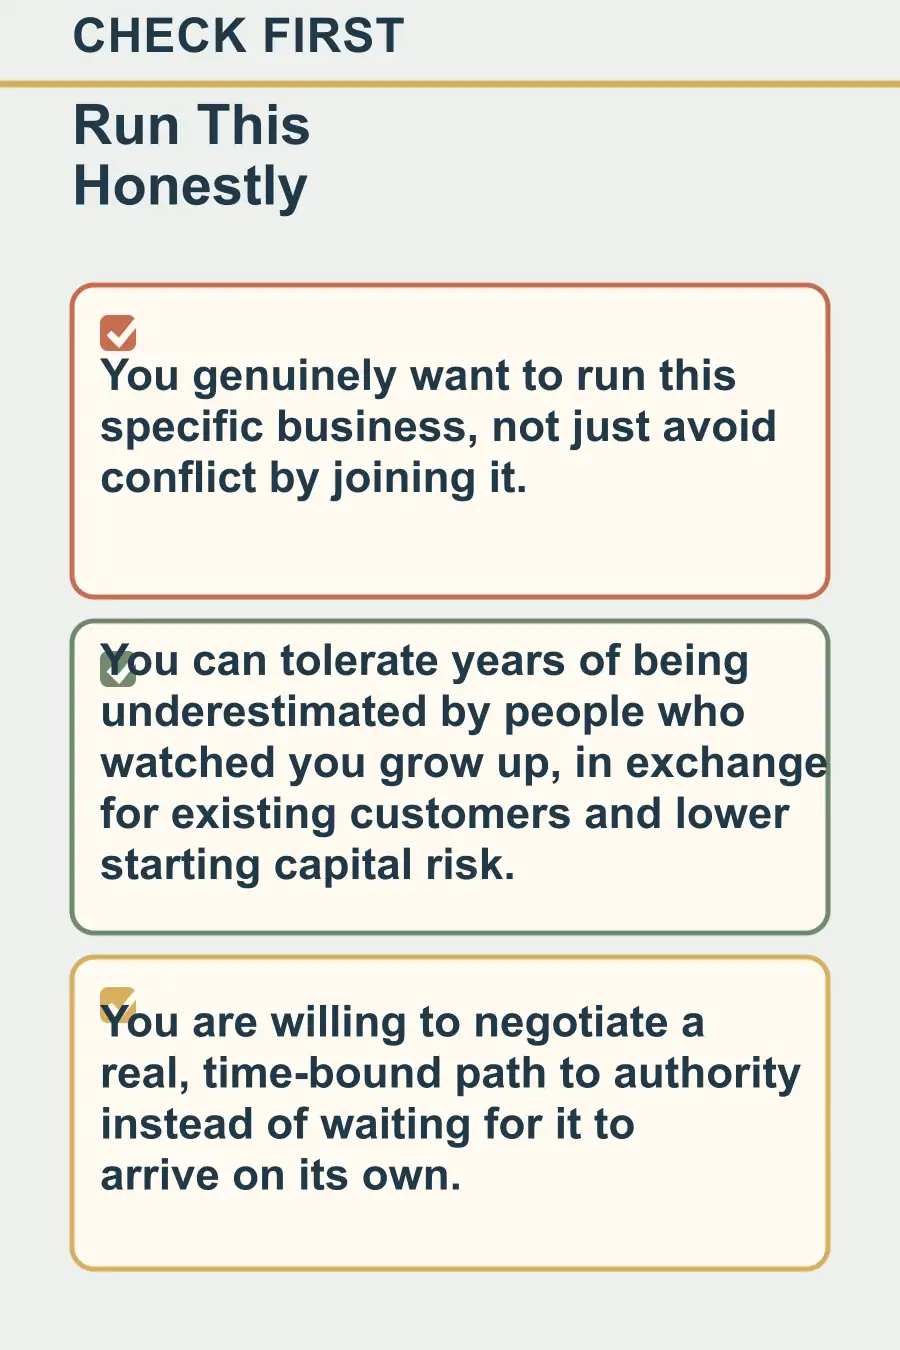 CHECK FIRST
Run This
Honestly
You genuinely want to run this
specific business, not just avoid
conflict by joining it.
You can tolerate years of being
underestimated by people who
watched you grow up, in exchange
for existing customers and lower
starting capital risk.
You are willing to negotiate a
real, time-bound path to authority
instead of waiting for it to
arrive on its own.